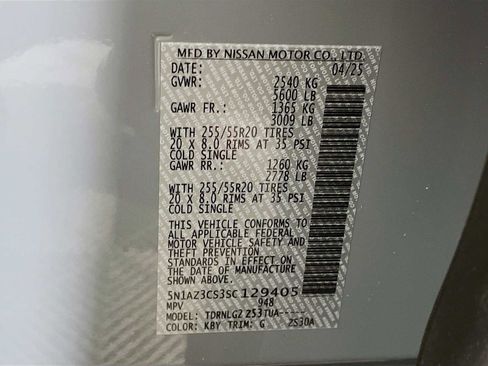 MFD BY NISSAN MOTOR CO., LTD.
DATE: 04/25
GVWR: 2540 KG
5600 LB
GAWR FR.: 1365 KG
3009 LB
WITH 255/55R20 TIRES
20 X 8.0 RIMS AT 35 PSI
COLD SINGLE
GAWR RR.: 1260 KG
2778 LB
WITH 255/55R20 TIRES
20 X 8.0 RIMS AT 35 PSI
COLD SINGLE
THIS VEHICLE CONFORMS TO
ALL APPLICABLE FEDERAL
MOTOR VEHICLE SAFETY AND
THEFT PREVENTION
STANDARDS IN EFFECT ON
THE DATE OF MANUFACTURE
SHOWN ABOVE.
5N1AZ3CS3SC129405
MPV 948
MODEL: TDRNLGZ Z53TUA-----
COLOR: KBY TRIM: G ZS30A